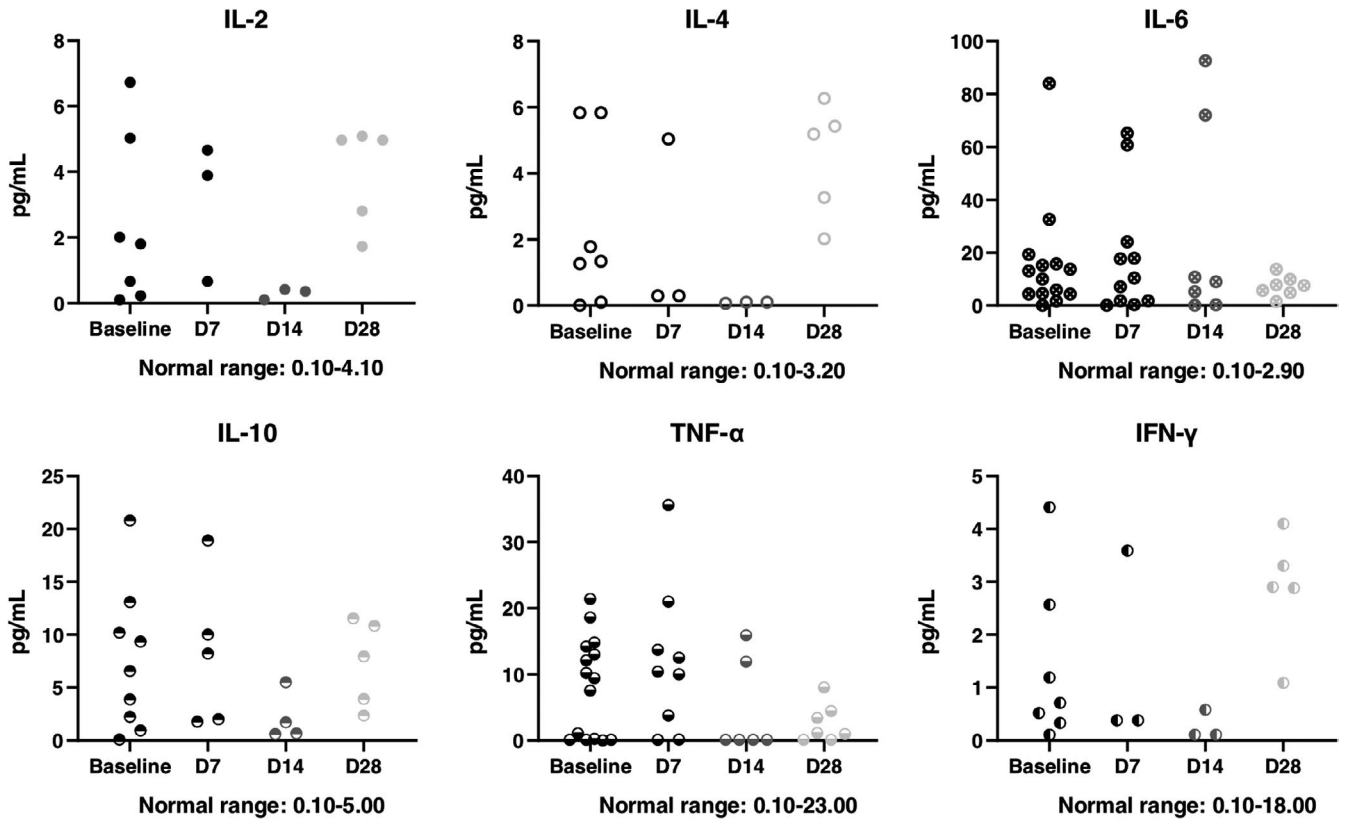 IL-2
8
6
4
2
0
pg/mL
Baseline D7 D14 D28
Normal range: 0.10-4.10
IL-4
8
6
4
2
0
pg/mL
Baseline D7 D14 D28
Normal range: 0.10-3.20
IL-6
100
80
60
40
20
0
pg/mL
Baseline D7 D14 D28
Normal range: 0.10-2.90
IL-10
25
20
15
10
5
0
pg/mL
Baseline D7 D14 D28
Normal range: 0.10-5.00
TNF-α
40
30
20
10
0
pg/mL
Baseline D7 D14 D28
Normal range: 0.10-23.00
IFN-γ
5
4
3
2
1
0
pg/mL
Baseline D7 D14 D28
Normal range: 0.10-18.00